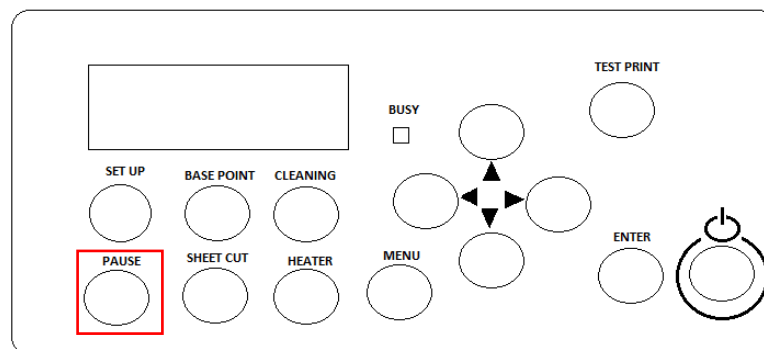 TEST PRINT
BUSY
SET UP
BASE POINT
CLEANING
PAUSE
SHEET CUT
HEATER
MENU
ENTER